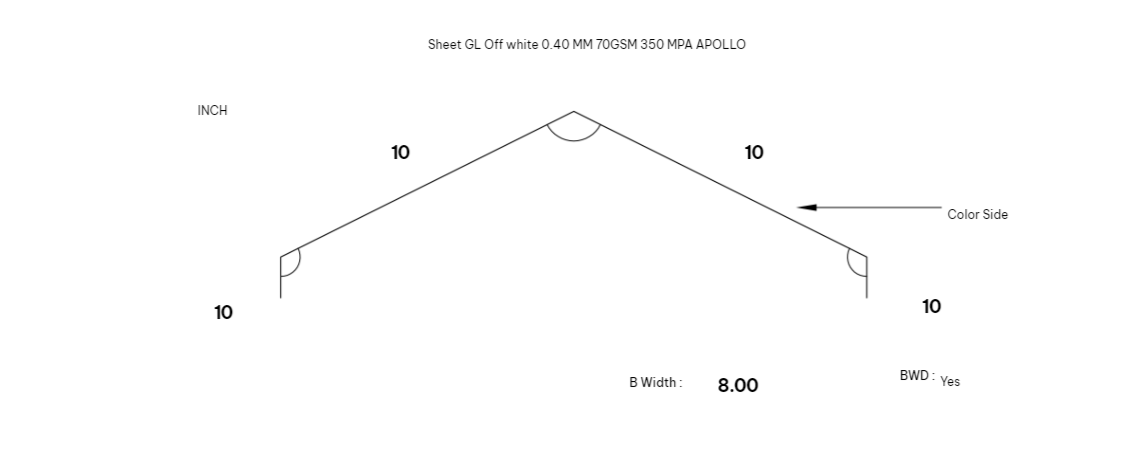 Sheet GL Off white 0.40 MM 70GSM 350 MPA APOLLO
INCH
10
10
Color Side
10
10
B Width : 8.00
BWD : Yes